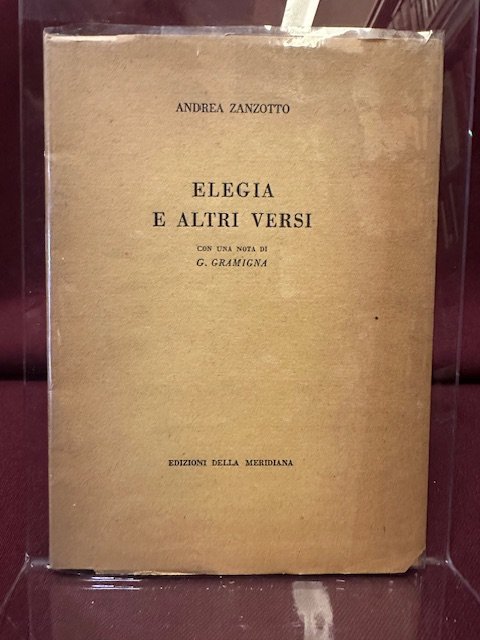 ANDREA ZANZOTTO
ELEGIA
E ALTRI VERSI
CON UNA NOTA DI
G. GRAMIGNA
EDIZIONI DELLA MERIDIANA